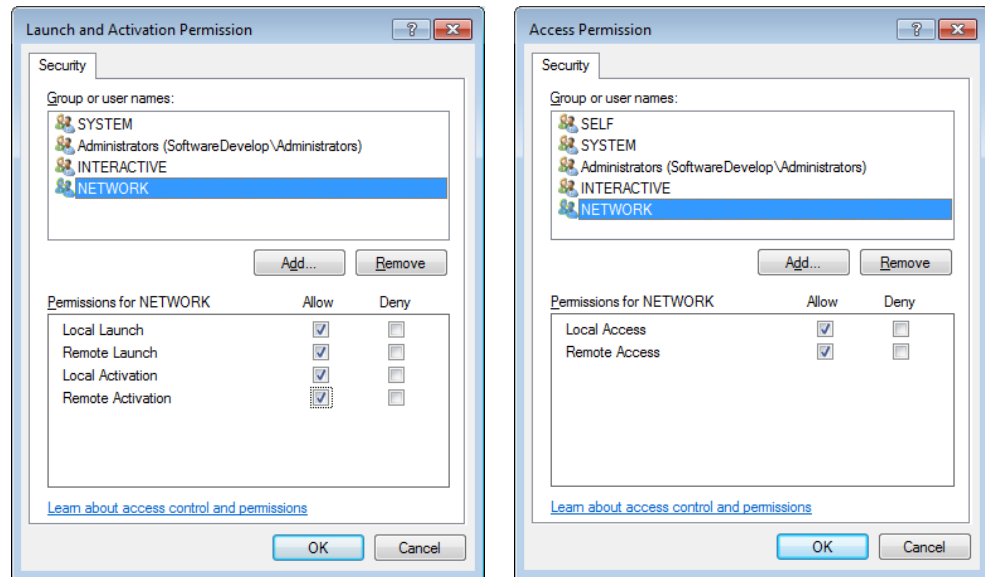 Launch and Activation Permission
Security
Group or user names:
SYSTEM
Administrators (SoftwareDevelop\Administrators)
INTERACTIVE
NETWORK
Add...
Remove
Permissions for NETWORK Allow Deny
Local Launch
Remote Launch
Local Activation
Remote Activation
Learn about access control and permissions
OK
Cancel
Access Permission
Security
Group or user names:
SELF
SYSTEM
Administrators (SoftwareDevelop\Administrators)
INTERACTIVE
NETWORK
Add...
Remove
Permissions for NETWORK Allow Deny
Local Access
Remote Access
Learn about access control and permissions
OK
Cancel